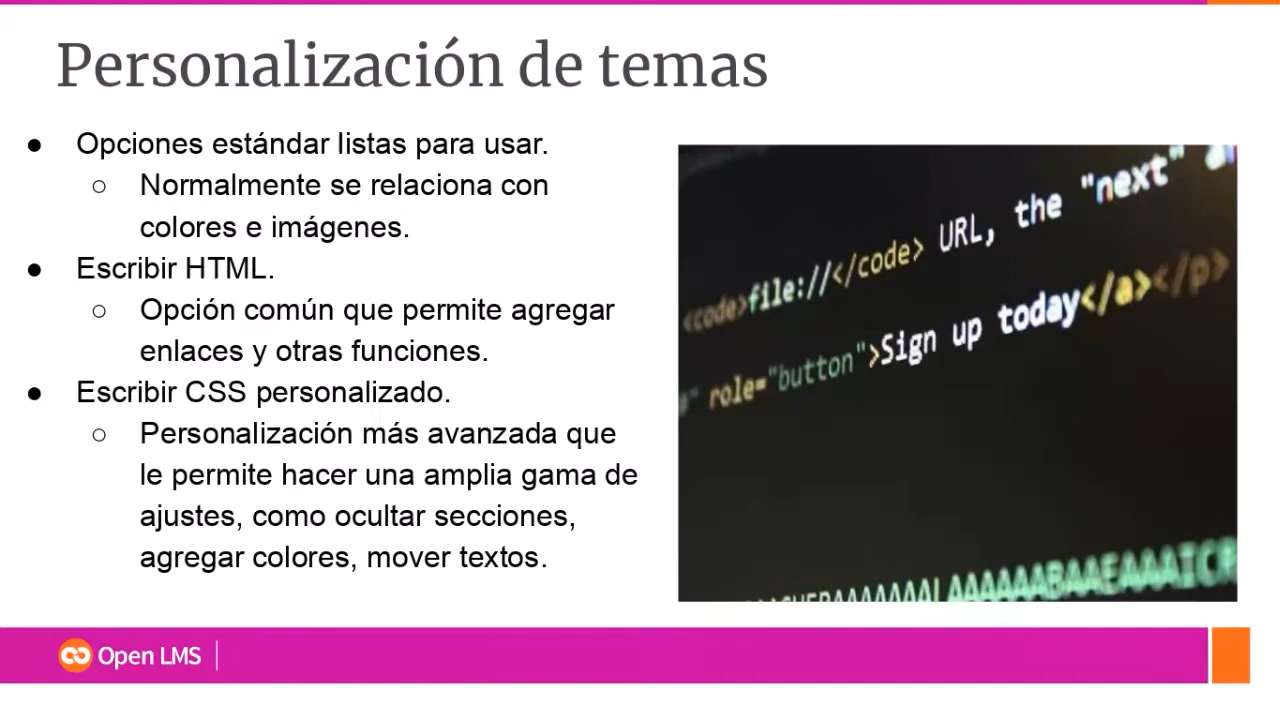 Personalización de temas
● Opciones estándar listas para usar.
○ Normalmente se relaciona con
colores e imágenes.
● Escribir HTML.
○ Opción común que permite agregar
enlaces y otras funciones.
● Escribir CSS personalizado.
○ Personalización más avanzada que
le permite hacer una amplia gama de
ajustes, como ocultar secciones,
agregar colores, mover textos.
<code>file://</code> URL, the "next"
role="button">Sign up today</a></p>
Open LMS